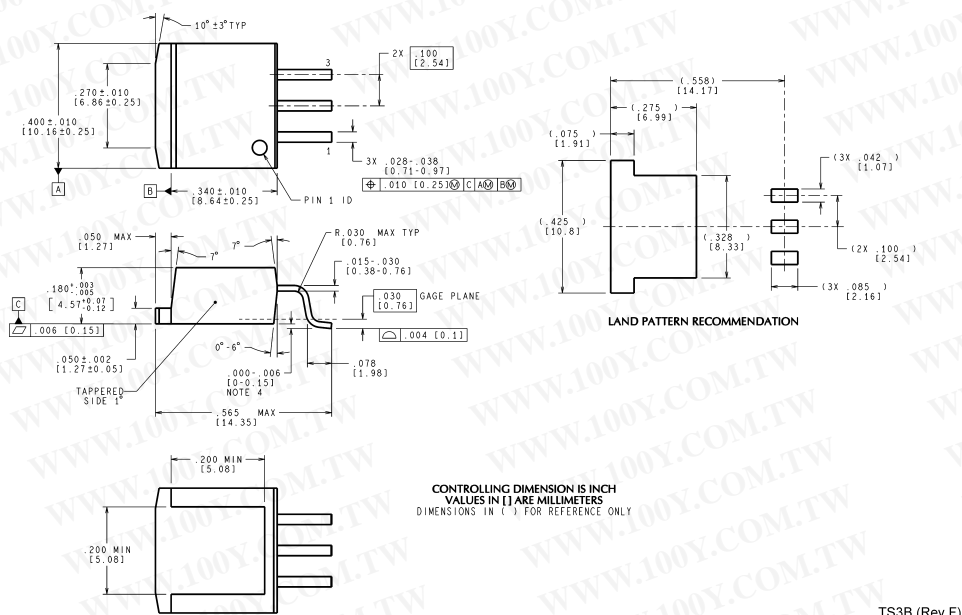 10° ±3° TYP
2X .100
[2.54]
3
.270±.010
[6.86±0.25]
.400±.010
[10.16±0.25]
1
3X .028-.038
[0.71-0.97]
⌖ .010 [0.25]Ⓜ C AⓂ BⓂ
A
B
.340±.010
[8.64±0.25]
PIN 1 ID
(.558)
[14.17]
(.275 )
[6.99]
(.075 )
[1.91]
(3X .042 )
[1.07]
(.425 )
[10.8]
(.328 )
[8.33]
(2X .100 )
[2.54]
(3X .085 )
[2.16]
LAND PATTERN RECOMMENDATION
.050 MAX
[1.27]
7°
7°
R.030 MAX TYP
[0.76]
.015-.030
[0.38-0.76]
.180+.003-.005
[4.57+0.07-0.12]
.030
[0.76]
GAGE PLANE
C
⏥ .006 [0.15]
⌓ .004 [0.1]
0°-6°
.050±.002
[1.27±0.05]
.000-.006
[0-0.15]
NOTE 4
.078
[1.98]
TAPPERED
SIDE 1°
.565 MAX
[14.35]
.200 MIN
[5.08]
.200 MIN
[5.08]
CONTROLLING DIMENSION IS INCH
VALUES IN [ ] ARE MILLIMETERS
DIMENSIONS IN ( ) FOR REFERENCE ONLY
TS3B (Rev F)
WWW.100Y.COM.TW